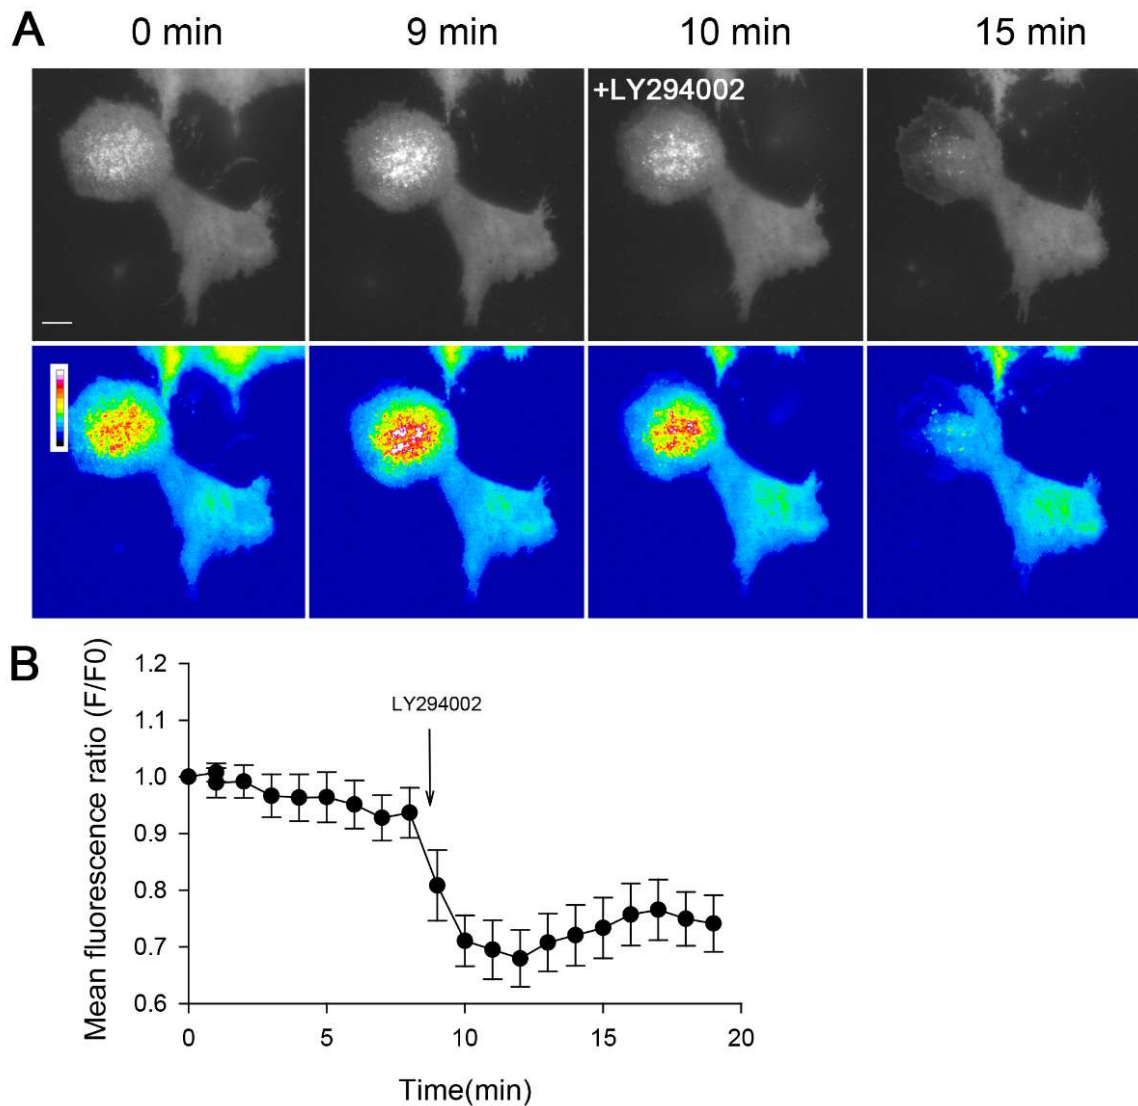 A
0 min 9 min 10 min 15 min
+LY294002
B
Mean fluorescence ratio (F/F0)
1.2
1.1
1.0
0.9
0.8
0.7
0.6
LY294002
0 5 10 15 20
Time(min)